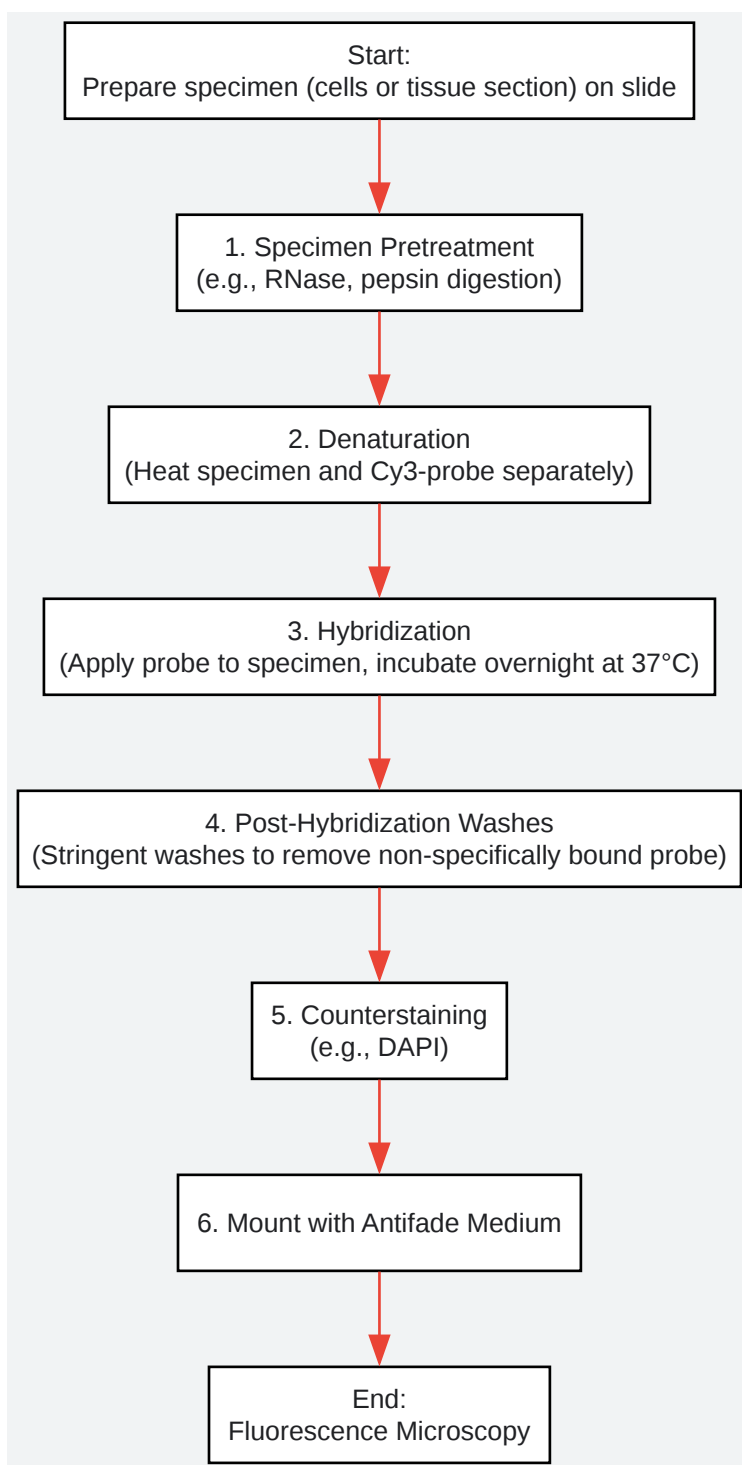 Start:
Prepare specimen (cells or tissue section) on slide
1. Specimen Pretreatment
(e.g., RNase, pepsin digestion)
2. Denaturation
(Heat specimen and Cy3-probe separately)
3. Hybridization
(Apply probe to specimen, incubate overnight at 37°C)
4. Post-Hybridization Washes
(Stringent washes to remove non-specifically bound probe)
5. Counterstaining
(e.g., DAPI)
6. Mount with Antifade Medium
End:
Fluorescence Microscopy